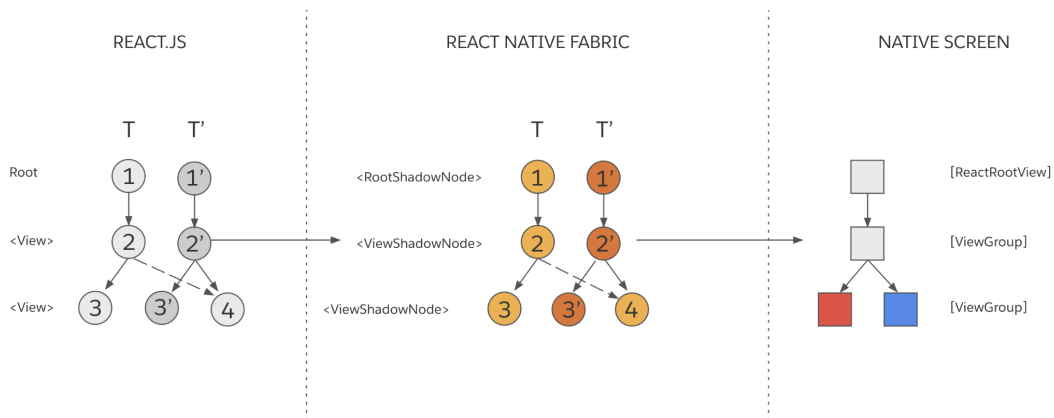 REACT.JS
REACT NATIVE FABRIC
NATIVE SCREEN
T T’
T T’
Root
1 1’
<RootShadowNode>
1 1’
[ReactRootView]
<View>
2 2’
<ViewShadowNode>
2 2’
[ViewGroup]
<View>
3 3’ 4
<ViewShadowNode>
3 3’ 4
[ViewGroup]